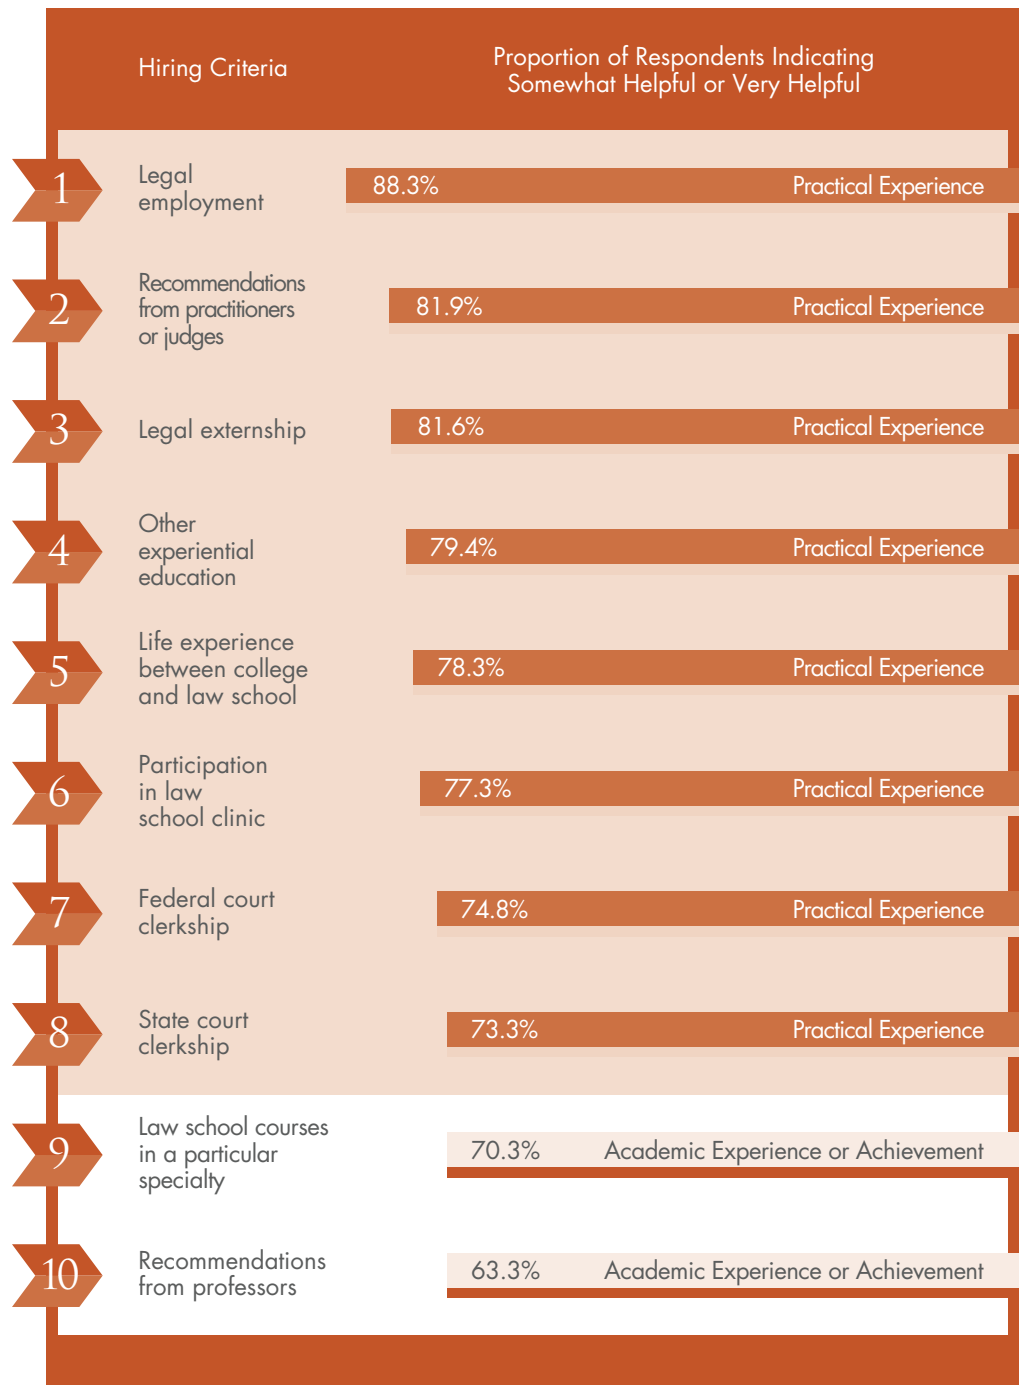 Hiring Criteria
Proportion of Respondents Indicating
Somewhat Helpful or Very Helpful
1
Legal
employment
88.3%
Practical Experience
2
Recommendations
from practitioners
or judges
81.9%
Practical Experience
3
Legal externship
81.6%
Practical Experience
4
Other
experiential
education
79.4%
Practical Experience
5
Life experience
between college
and law school
78.3%
Practical Experience
6
Participation
in law
school clinic
77.3%
Practical Experience
7
Federal court
clerkship
74.8%
Practical Experience
8
State court
clerkship
73.3%
Practical Experience
9
Law school courses
in a particular
specialty
70.3%
Academic Experience or Achievement
10
Recommendations
from professors
63.3%
Academic Experience or Achievement